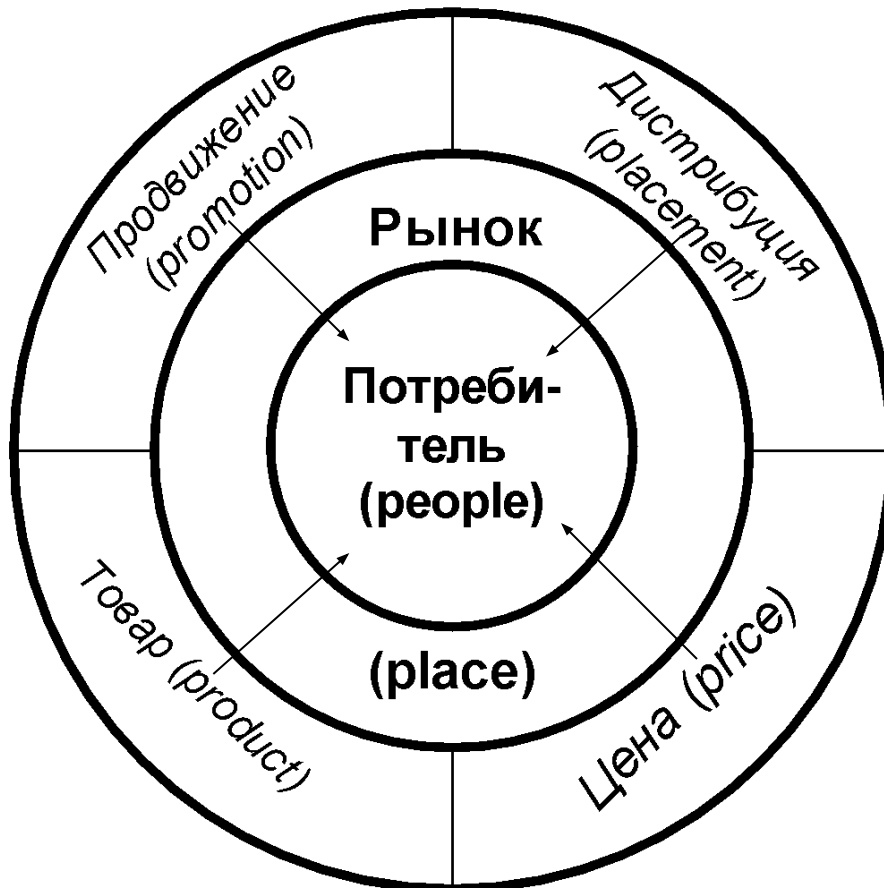 Продвижение
(promotion)
Дистрибуция
(placement)
Рынок
Потреби-
тель
(people)
(place)
Товар (product)
Цена (price)